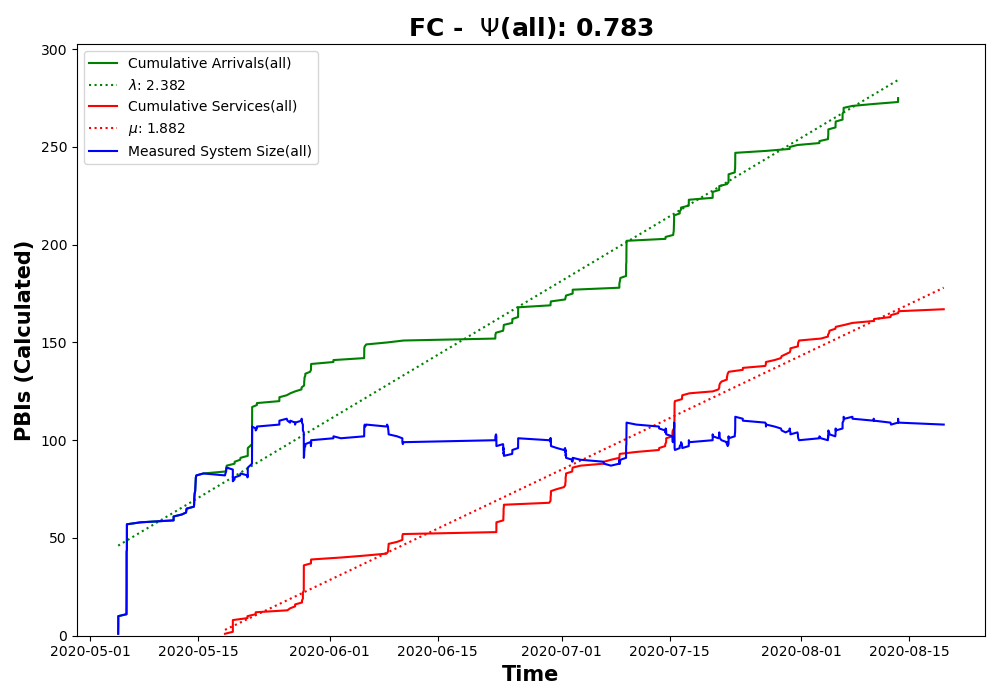 FC - Ψ(all): 0.783
Cumulative Arrivals(all)
λ: 2.382
Cumulative Services(all)
μ: 1.882
Measured System Size(all)
PBIs (Calculated)
300
250
200
150
100
50
0
2020-05-01 2020-05-15 2020-06-01 2020-06-15 2020-07-01 2020-07-15 2020-08-01 2020-08-15
Time